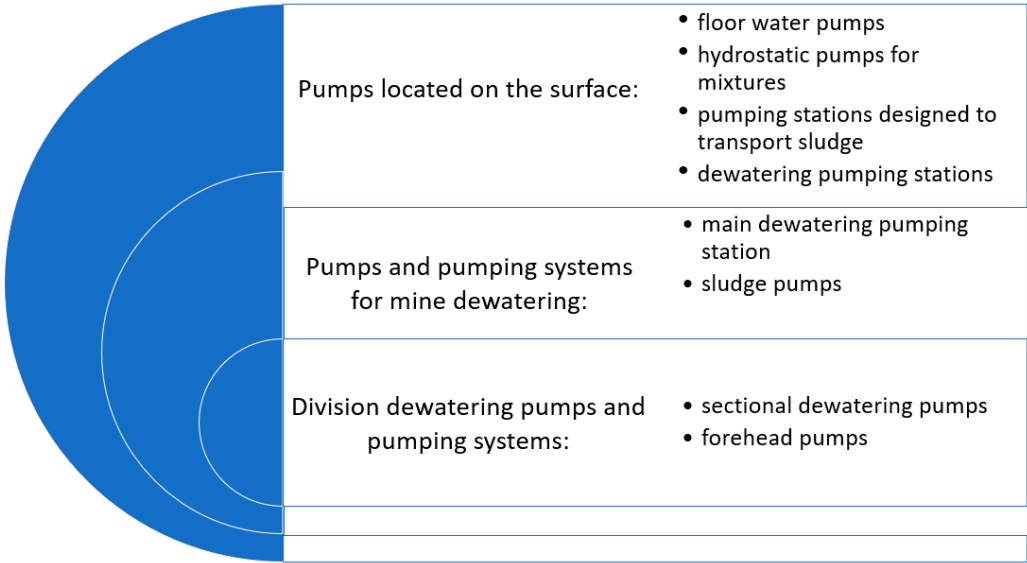 Pumps located on the surface:
• floor water pumps
• hydrostatic pumps for
mixtures
• pumping stations designed to
transport sludge
• dewatering pumping stations
Pumps and pumping systems
for mine dewatering:
• main dewatering pumping
station
• sludge pumps
Division dewatering pumps and
pumping systems:
• sectional dewatering pumps
• forehead pumps